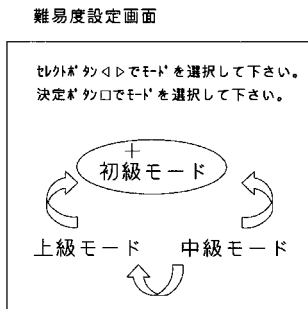 難易度設定画面
ｾﾚｸﾄﾎﾞﾀﾝ◁▷でﾓｰﾄﾞを選択して下さい。
決定ﾎﾞﾀﾝ□でﾓｰﾄﾞを選択して下さい。
初級モード
上級モード 中級モード